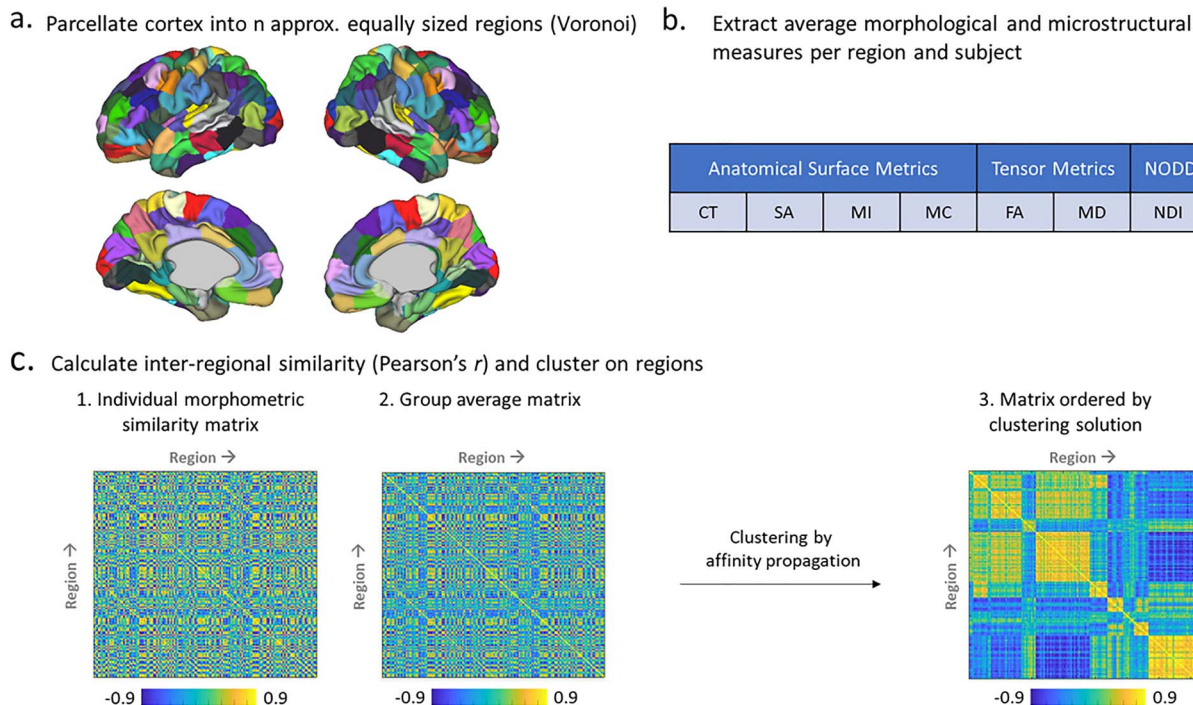 a. Parcellate cortex into n approx. equally sized regions (Voronoi)
b. Extract average morphological and microstructural
measures per region and subject
Anatomical Surface Metrics Tensor Metrics NODD
CT SA MI MC FA MD NDI
c. Calculate inter-regional similarity (Pearson's r) and cluster on regions
1. Individual morphometric
similarity matrix
Region →
Region →
-0.9 0.9
2. Group average matrix
Region →
Region →
-0.9 0.9
Clustering by
affinity propagation
3. Matrix ordered by
clustering solution
Region →
Region →
-0.9 0.9